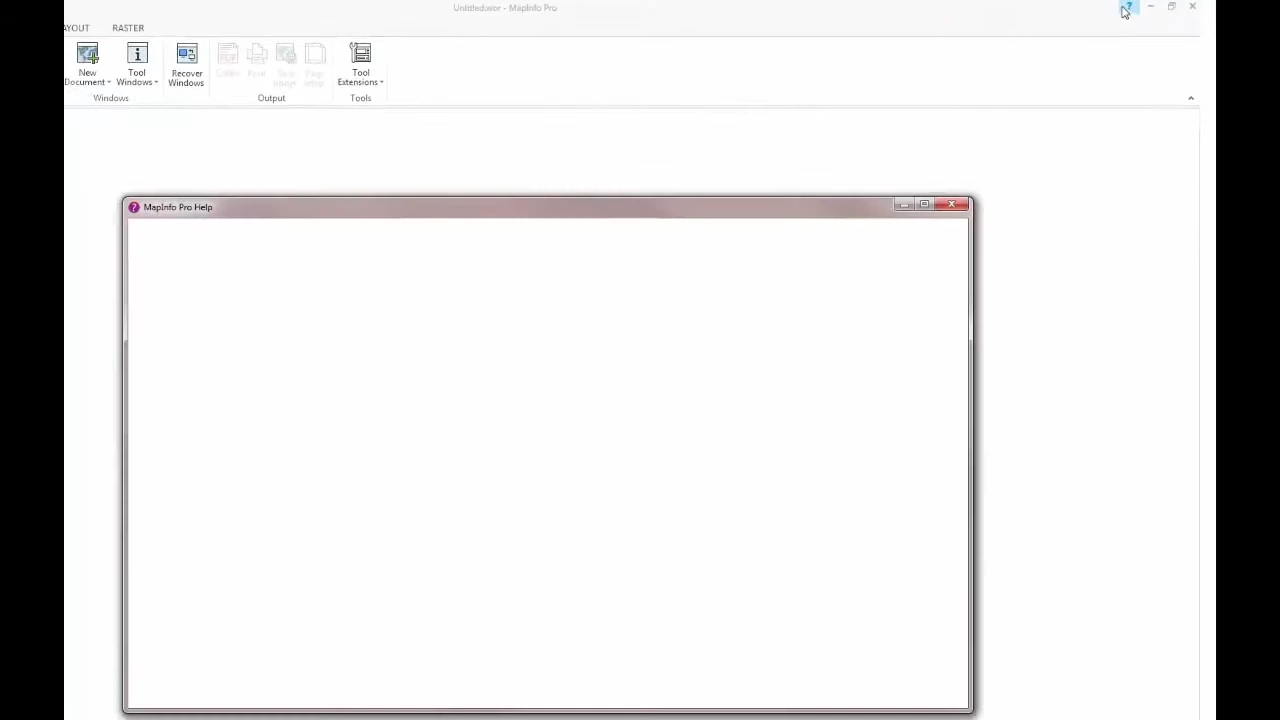 Untitled.wor - MapInfo Pro
?
AYOUT RASTER
New Document
Tool Windows
Recover Windows
Print
Tool Extensions
Windows
Output
Tools
? MapInfo Pro Help